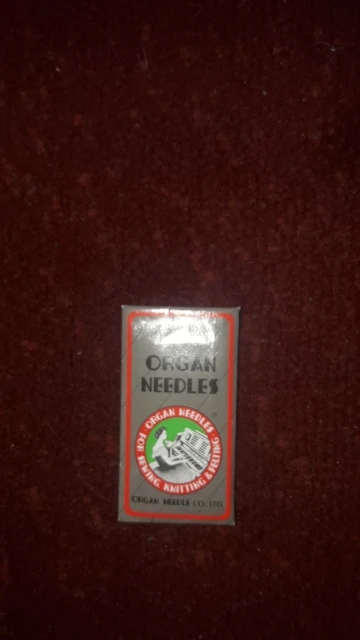 ORGAN
NEEDLES
ORGAN NEEDLES
FOR SEWING, KNITTING & FELTING
ORGAN NEEDLE CO., LTD.